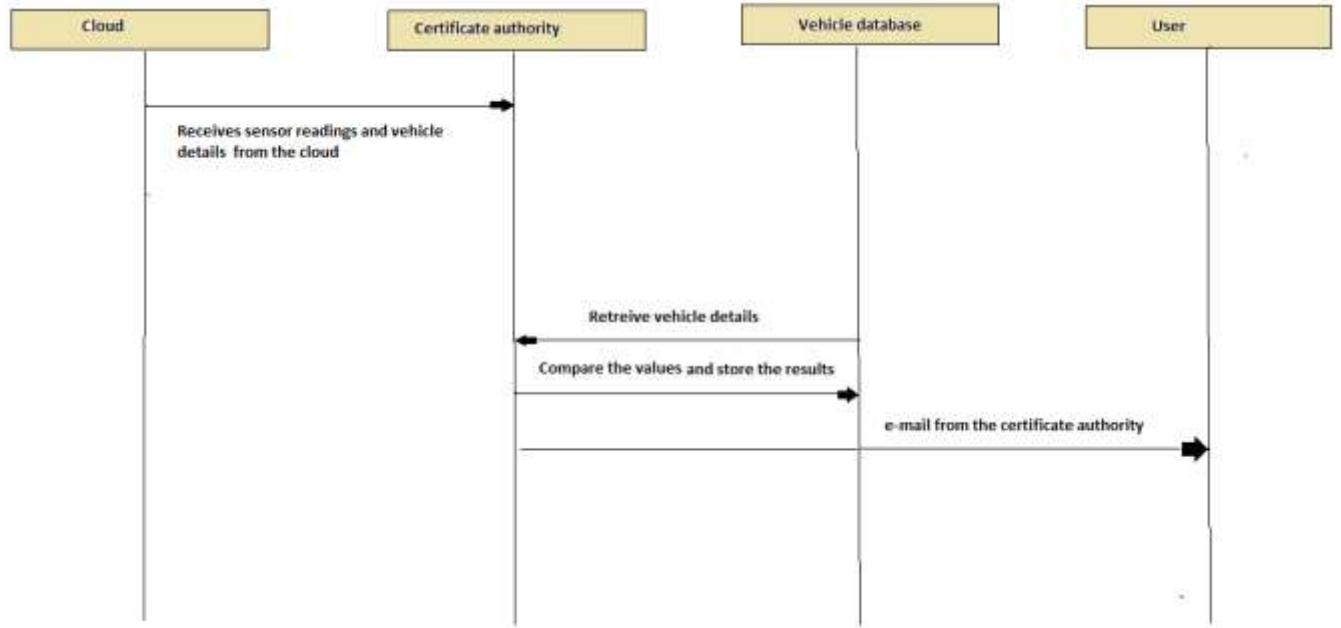 Cloud
Certificate authority
Vehicle database
User
Receives sensor readings and vehicle
details from the cloud
Retreive vehicle details
Compare the values and store the results
e-mail from the certificate authority